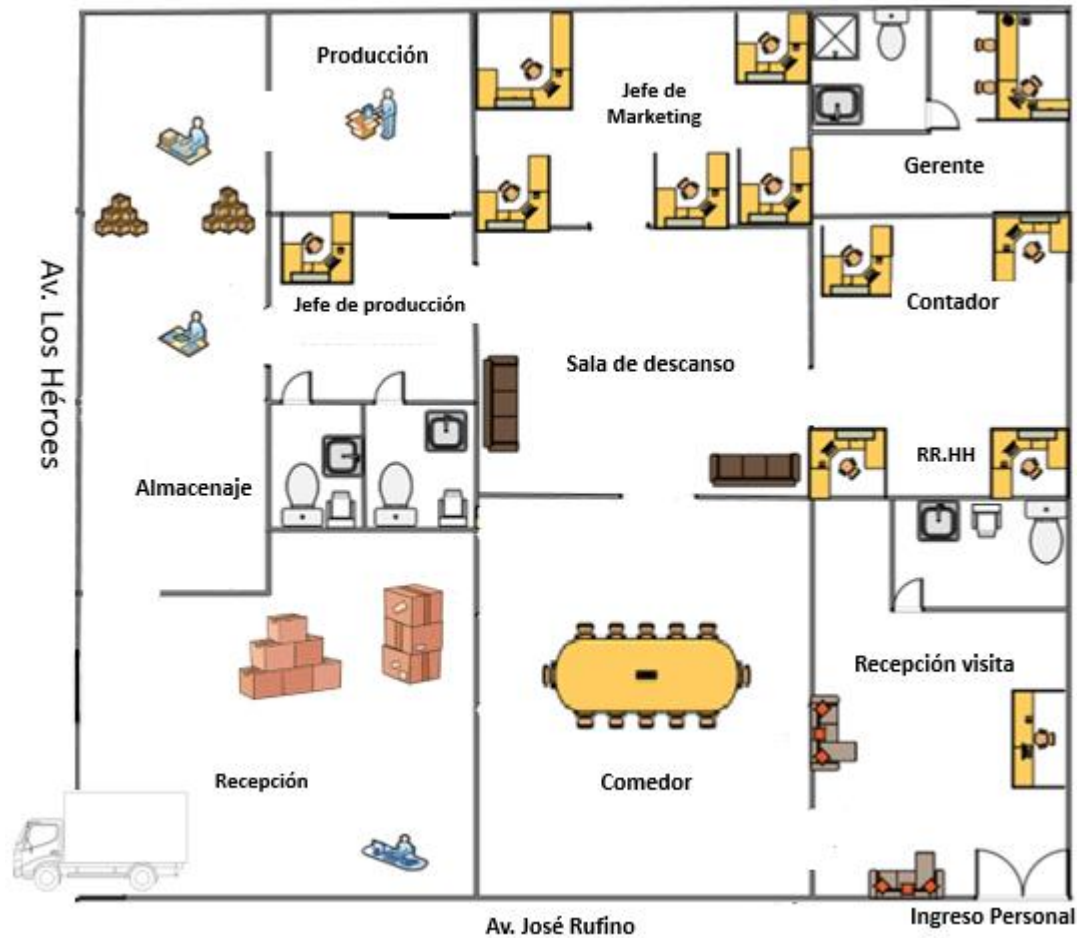 Producción
Jefe de
Marketing
Gerente
Av. Los Héroes
Jefe de producción
Contador
Sala de descanso
RR.HH
Almacenaje
Recepción visita
Recepción
Comedor
Av. José Rufino
Ingreso Personal